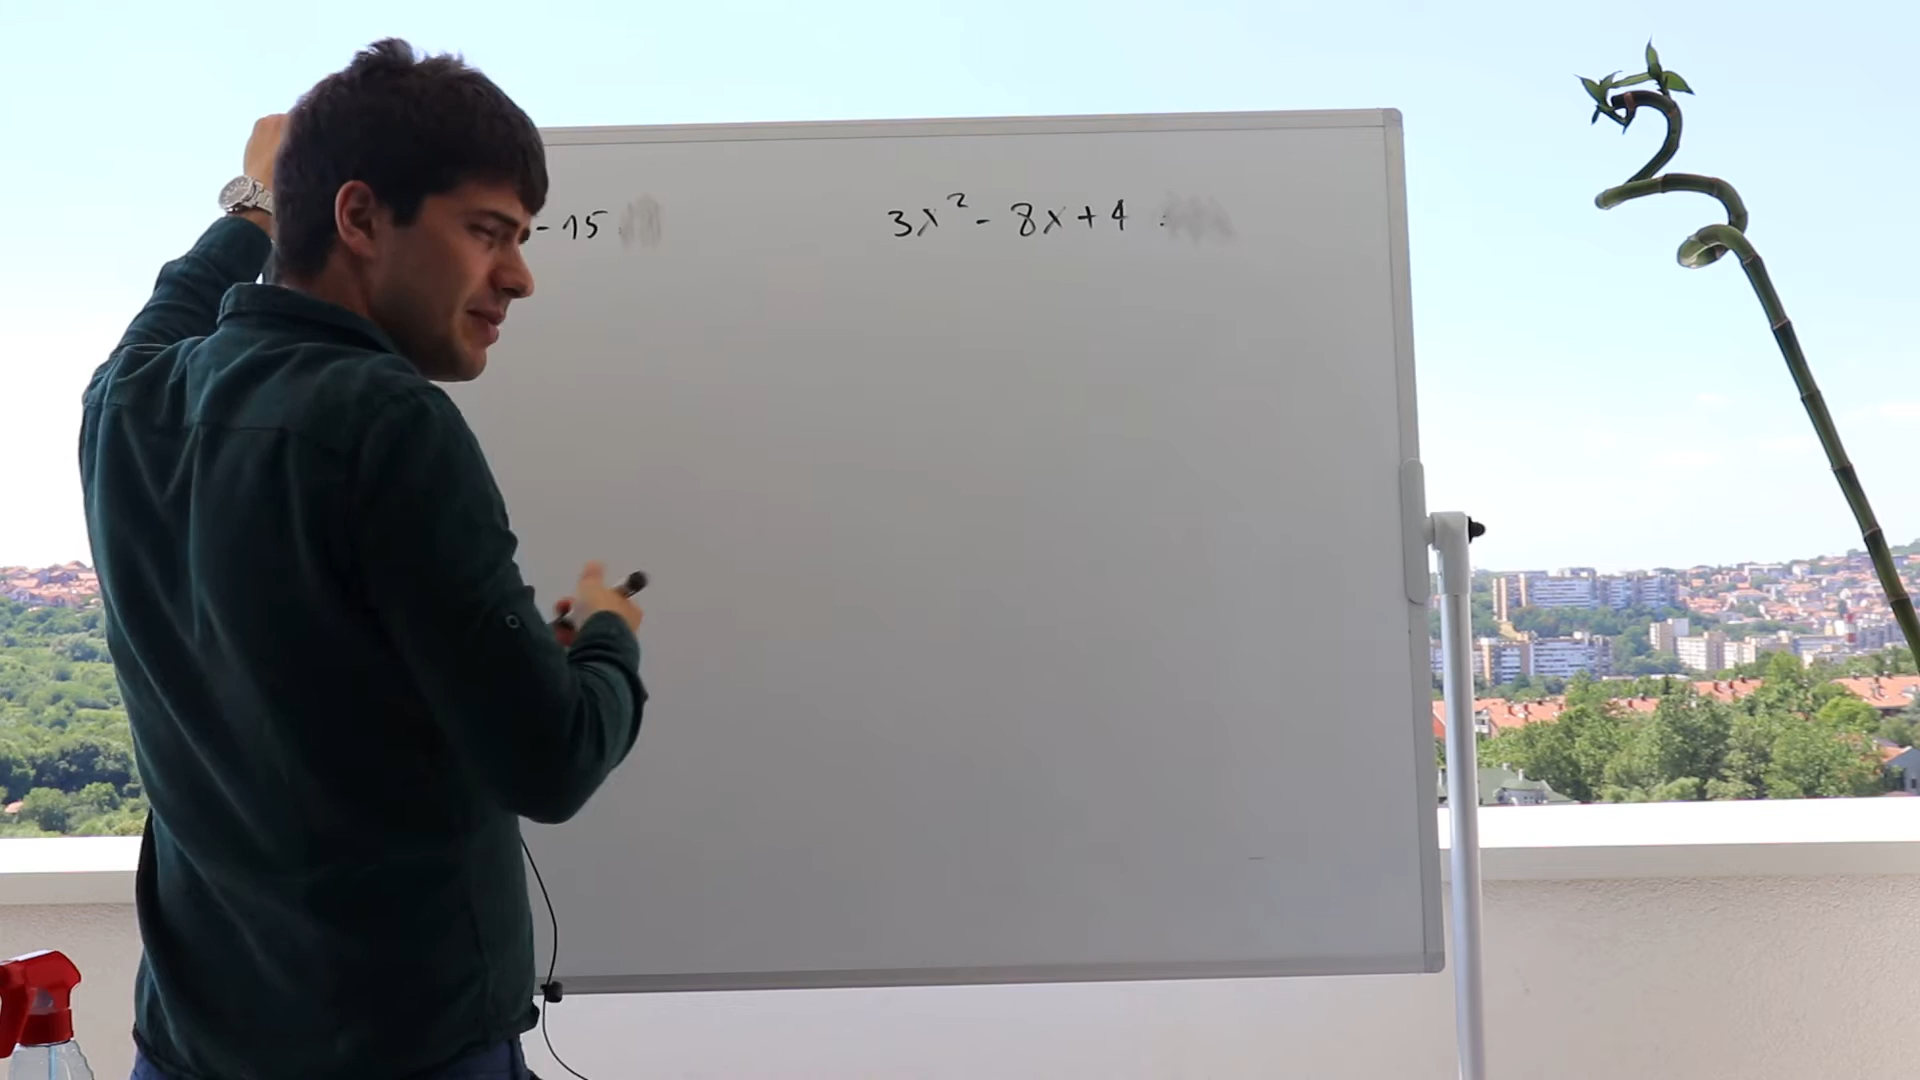 - 15
3x² - 8x + 4